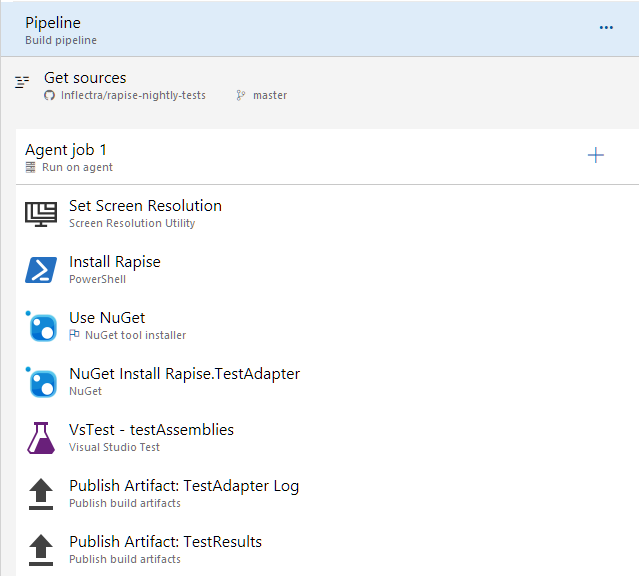 Pipeline
Build pipeline
Get sources
Inflectra/rapise-nightly-tests master
Agent job 1
Run on agent
Set Screen Resolution
Screen Resolution Utility
Install Rapise
PowerShell
Use NuGet
NuGet tool installer
NuGet Install Rapise.TestAdapter
NuGet
VsTest - testAssemblies
Visual Studio Test
Publish Artifact: TestAdapter Log
Publish build artifacts
Publish Artifact: TestResults
Publish build artifacts